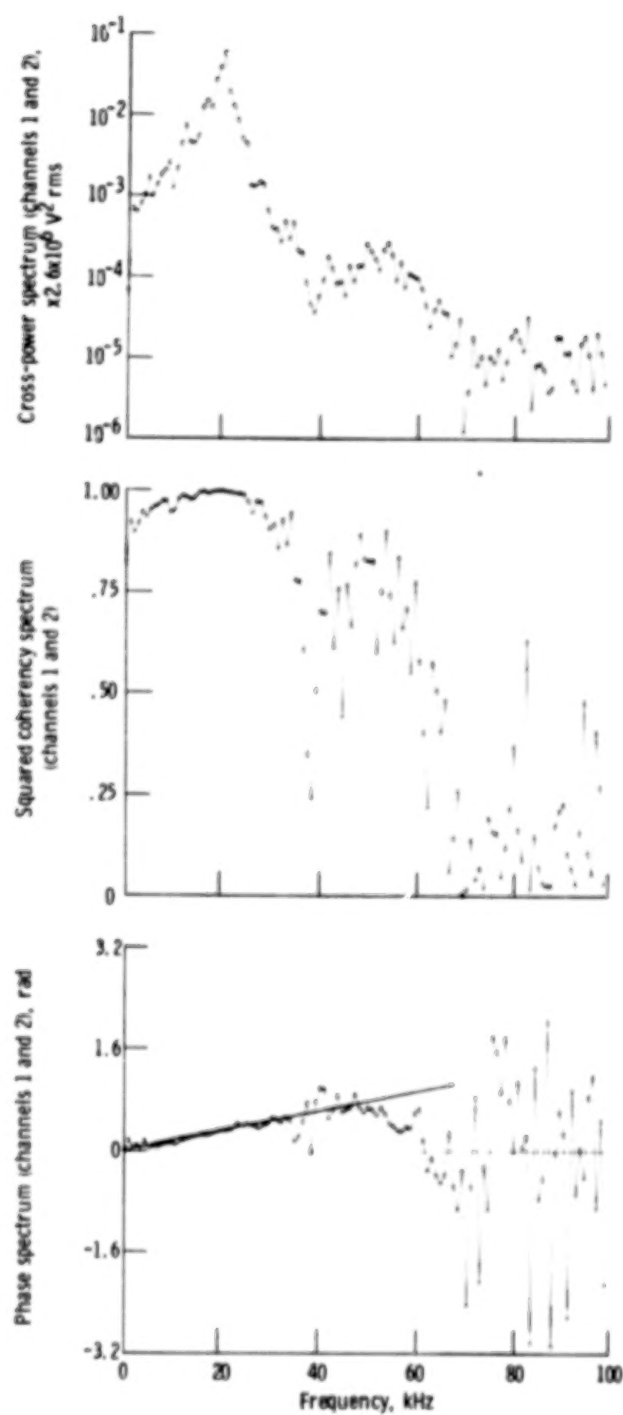 Cross-power spectrum (channels 1 and 2),
x2.6x10⁶ V² rms
10⁻¹
10⁻²
10⁻³
10⁻⁴
10⁻⁵
10⁻⁶
Squared coherency spectrum
(channels 1 and 2)
1.00
.75
.50
.25
0
Phase spectrum (channels 1 and 2), rad
3.2
1.6
0
-1.6
-3.2
0 20 40 60 80 100
Frequency, kHz